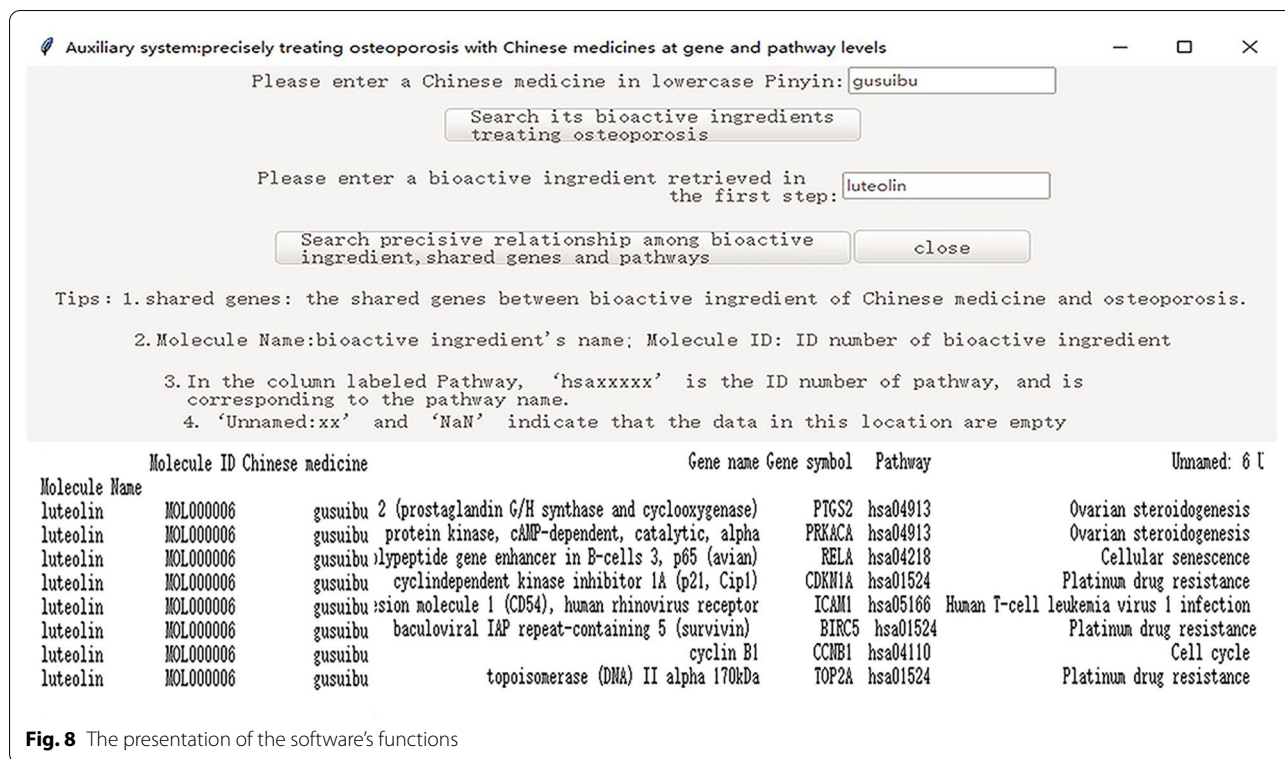 Auxiliary system:precisely treating osteoporosis with Chinese medicines at gene and pathway levels
Please enter a Chinese medicine in lowercase Pinyin: gusuibu
Search its bioactive ingredients
treating osteoporosis
Please enter a bioactive ingredient retrieved in
the first step: luteolin
Search precisive relationship among bioactive
ingredient,shared genes and pathways
close
Tips: 1.shared genes: the shared genes between bioactive ingredient of Chinese medicine and osteoporosis.
2.Molecule Name:bioactive ingredient's name; Molecule ID: ID number of bioactive ingredient
3.In the column labeled Pathway, ‘hsaxxxxx’ is the ID number of pathway, and is
corresponding to the pathway name.
4. ‘Unnamed:xx’ and ‘NaN’ indicate that the data in this location are empty
Molecule ID Chinese medicine Gene name Gene symbol Pathway Unnamed: 6
Molecule Name
luteolin MOL000006 gusuibu 2 (prostaglandin G/H synthase and cyclooxygenase) PTGS2 hsa04913 Ovarian steroidogenesis
luteolin MOL000006 gusuibu protein kinase, cAMP-dependent, catalytic, alpha PRKACA hsa04913 Ovarian steroidogenesis
luteolin MOL000006 gusuibu lypeptide gene enhancer in B-cells 3, p65 (avian) RELA hsa04218 Cellular senescence
luteolin MOL000006 gusuibu cyclindependent kinase inhibitor 1A (p21, Cip1) CDKN1A hsa01524 Platinum drug resistance
luteolin MOL000006 gusuibu sion molecule 1 (CD54), human rhinovirus receptor ICAM1 hsa05166 Human T-cell leukemia virus 1 infection
luteolin MOL000006 gusuibu baculoviral IAP repeat-containing 5 (survivin) BIRC5 hsa01524 Platinum drug resistance
luteolin MOL000006 gusuibu cyclin B1 CCNB1 hsa04110 Cell cycle
luteolin MOL000006 gusuibu topoisomerase (DNA) II alpha 170kDa TOP2A hsa01524 Platinum drug resistance
Fig. 8 The presentation of the software's functions